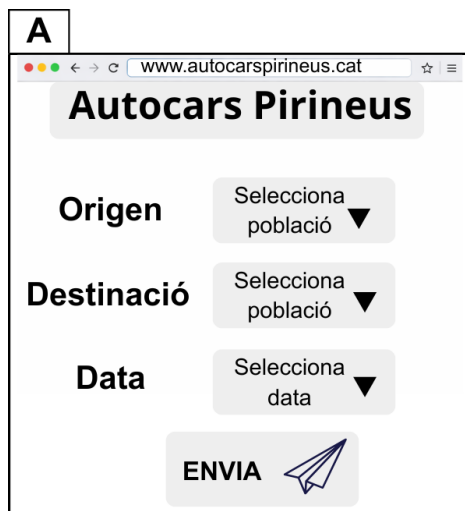 A
www.autocarspirineus.cat
Autocars Pirineus
Origen
Selecciona
població
Destinació
Selecciona
població
Data
Selecciona
data
ENVIA